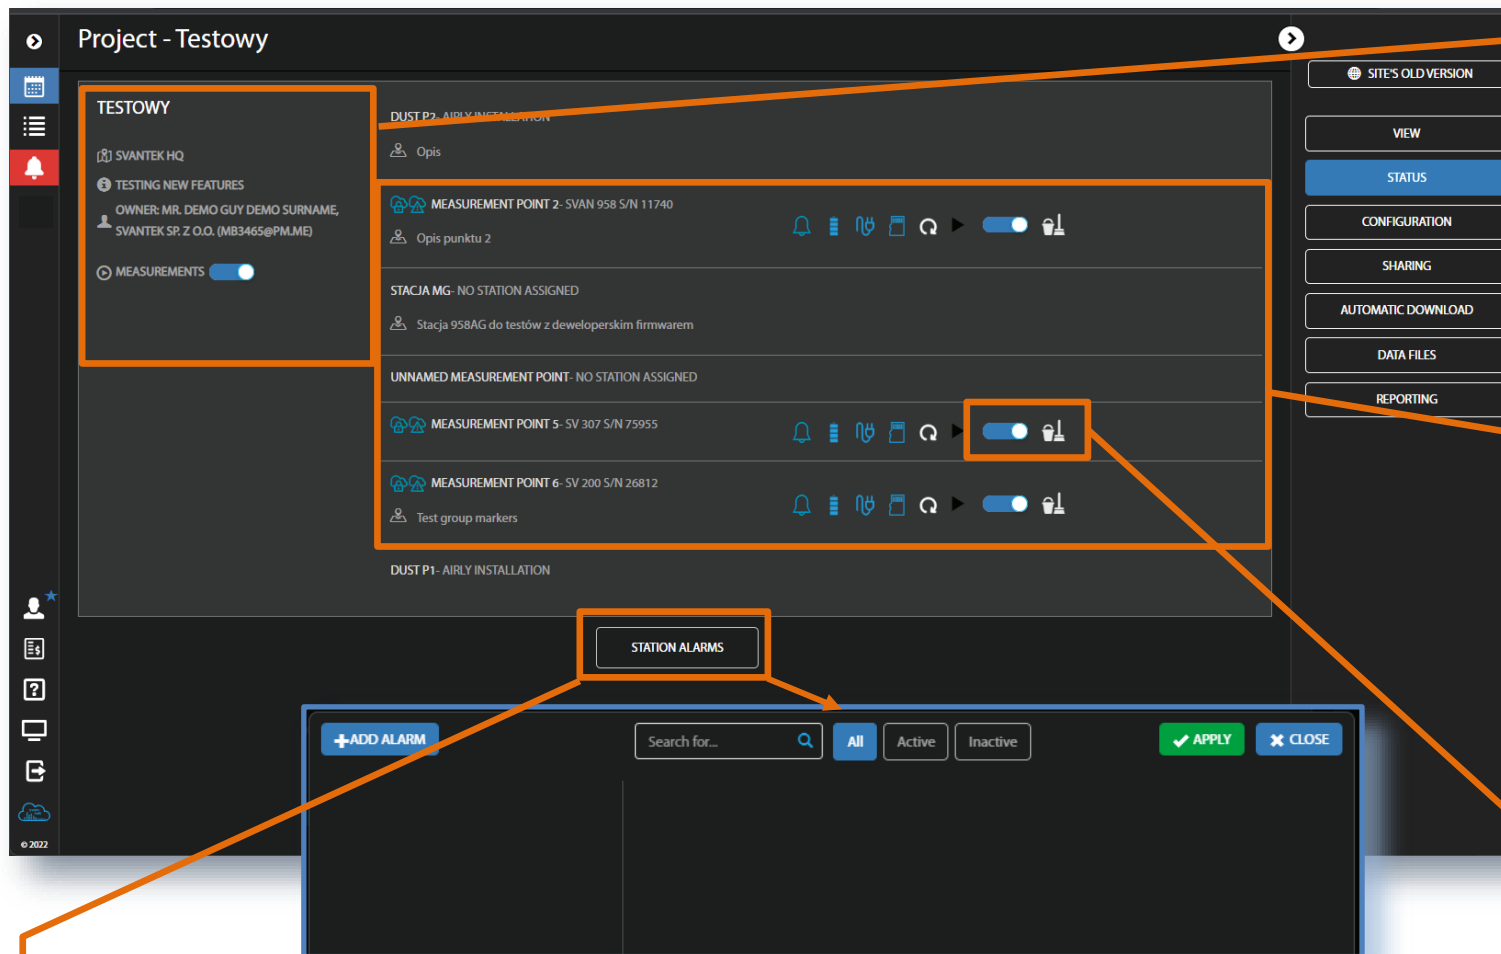 Project - Testowy
SITE'S OLD VERSION
TESTOWY
SVANTEK HQ
TESTING NEW FEATURES
OWNER: MR. DEMO GUY DEMO SURNAME,
SVANTEK SP. Z O.O. (MB3465@PM.ME)
MEASUREMENTS
DUST P2- AIRLY INSTALLATION
Opis
MEASUREMENT POINT 2- SVAN 958 S/N 11740
Opis punktu 2
STACJA MG- NO STATION ASSIGNED
Stacja 958AG do testów z deweloperskim firmwarem
UNNAMED MEASUREMENT POINT- NO STATION ASSIGNED
MEASUREMENT POINT 5- SV 307 S/N 75955
MEASUREMENT POINT 6- SV 200 S/N 26812
Test group markers
DUST P1- AIRLY INSTALLATION
VIEW
STATUS
CONFIGURATION
SHARING
AUTOMATIC DOWNLOAD
DATA FILES
REPORTING
STATION ALARMS
+ADD ALARM
Search for...
All
Active
Inactive
APPLY
CLOSE
© 2022